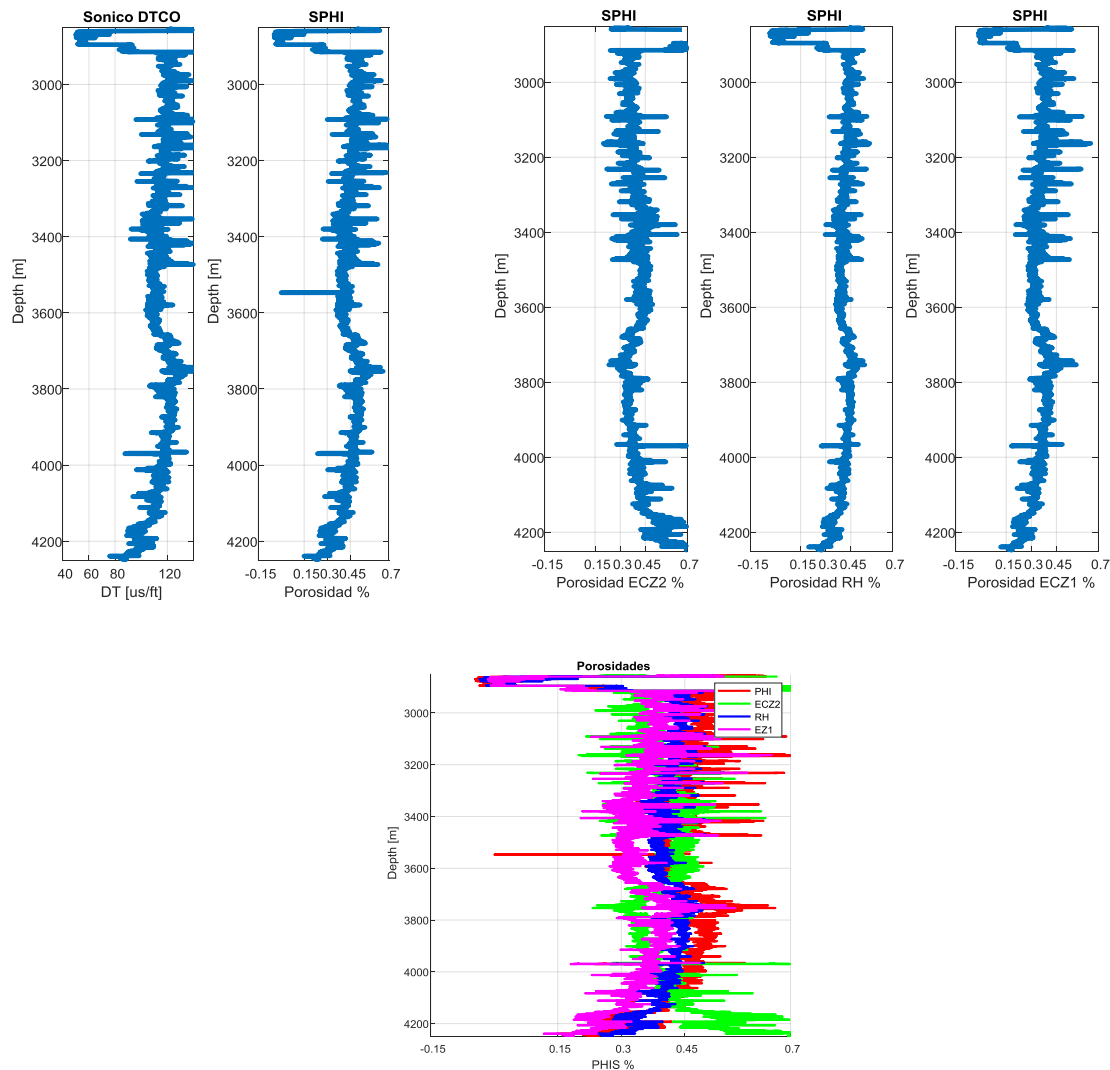 Sonico DTCO
SPHI
SPHI
SPHI
SPHI
3000
3200
3400
3600
3800
4000
4200
Depth [m]
40 60 80 120
DT [us/ft]
3000
3200
3400
3600
3800
4000
4200
Depth [m]
-0.15 0.15 0.30 0.45 0.7
Porosidad %
3000
3200
3400
3600
3800
4000
4200
Depth [m]
-0.15 0.15 0.3 0.45 0.7
Porosidad ECZ2 %
3000
3200
3400
3600
3800
4000
4200
Depth [m]
-0.15 0.15 0.30 0.45 0.7
Porosidad RH %
3000
3200
3400
3600
3800
4000
4200
Depth [m]
-0.15 0.15 0.3 0.45 0.7
Porosidad ECZ1 %
Porosidades
PHI
ECZ2
RH
EZ1
3000
3200
3400
3600
3800
4000
4200
Depth [m]
-0.15 0.15 0.3 0.45 0.7
PHIS %